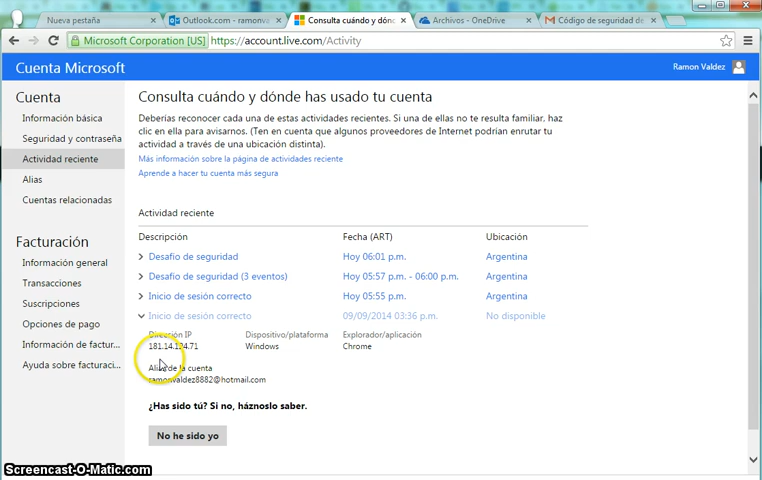 Nueva pestaña
Outlook.com - ramonva
Consulta cuándo y dónd
Archivos - OneDrive
Código de seguridad de
Microsoft Corporation [US] https://account.live.com/Activity
Cuenta Microsoft
Ramon Valdez
Cuenta
Información básica
Seguridad y contraseña
Actividad reciente
Alias
Cuentas relacionadas
Facturación
Información general
Transacciones
Suscripciones
Opciones de pago
Información de factur...
Ayuda sobre facturaci...
Consulta cuándo y dónde has usado tu cuenta
Deberías reconocer cada una de estas actividades recientes. Si una de ellas no te resulta familiar, haz
clic en ella para avisarnos. (Ten en cuenta que algunos proveedores de Internet podrían enrutar tu
actividad a través de una ubicación distinta).
Más información sobre la página de actividades reciente
Aprende a hacer tu cuenta más segura
Actividad reciente
Descripción Fecha (ART) Ubicación
Desafío de seguridad Hoy 06:01 p.m. Argentina
Desafío de seguridad (3 eventos) Hoy 05:57 p.m. - 06:00 p.m. Argentina
Inicio de sesión correcto Hoy 05:55 p.m. Argentina
Inicio de sesión correcto 09/09/2014 03:36 p.m. No disponible
Dirección IP Dispositivo/plataforma Explorador/aplicación
Windows Chrome
Alias de la cuenta
ramonvaldez8882@hotmail.com
¿Has sido tú? Si no, háznoslo saber.
No he sido yo
Screencast-O-Matic.com